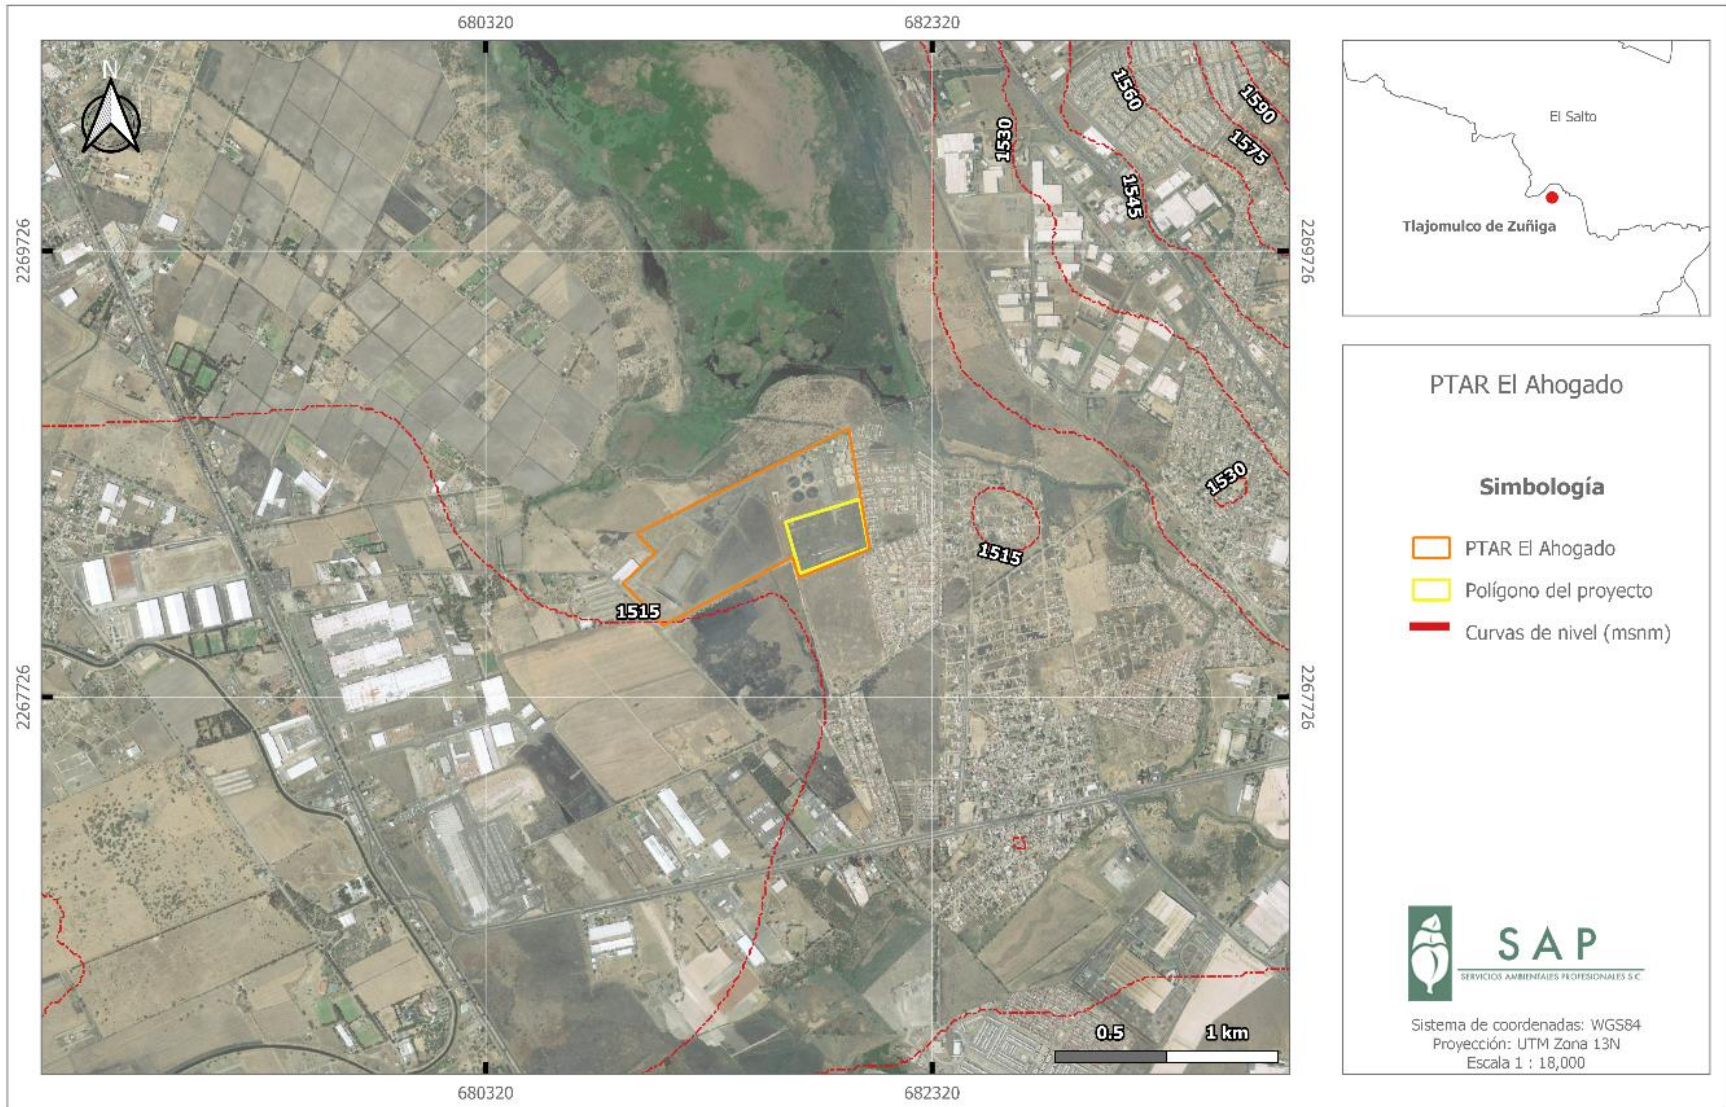 680320
682320
N
1560
1590
1575
1530
1545
2269726
2269726
1530
1515
1515
2267726
2267726
0.5
1 km
680320
682320
El Salto
Tlajomulco de Zuñiga
PTAR El Ahogado
Simbología
PTAR El Ahogado
Polígono del proyecto
Curvas de nivel (msnm)
SAP
SERVICIOS AMBIENTALES PROFESIONALES S.C.
Sistema de coordenadas: WGS84
Proyección: UTM Zona 13N
Escala 1 : 18,000